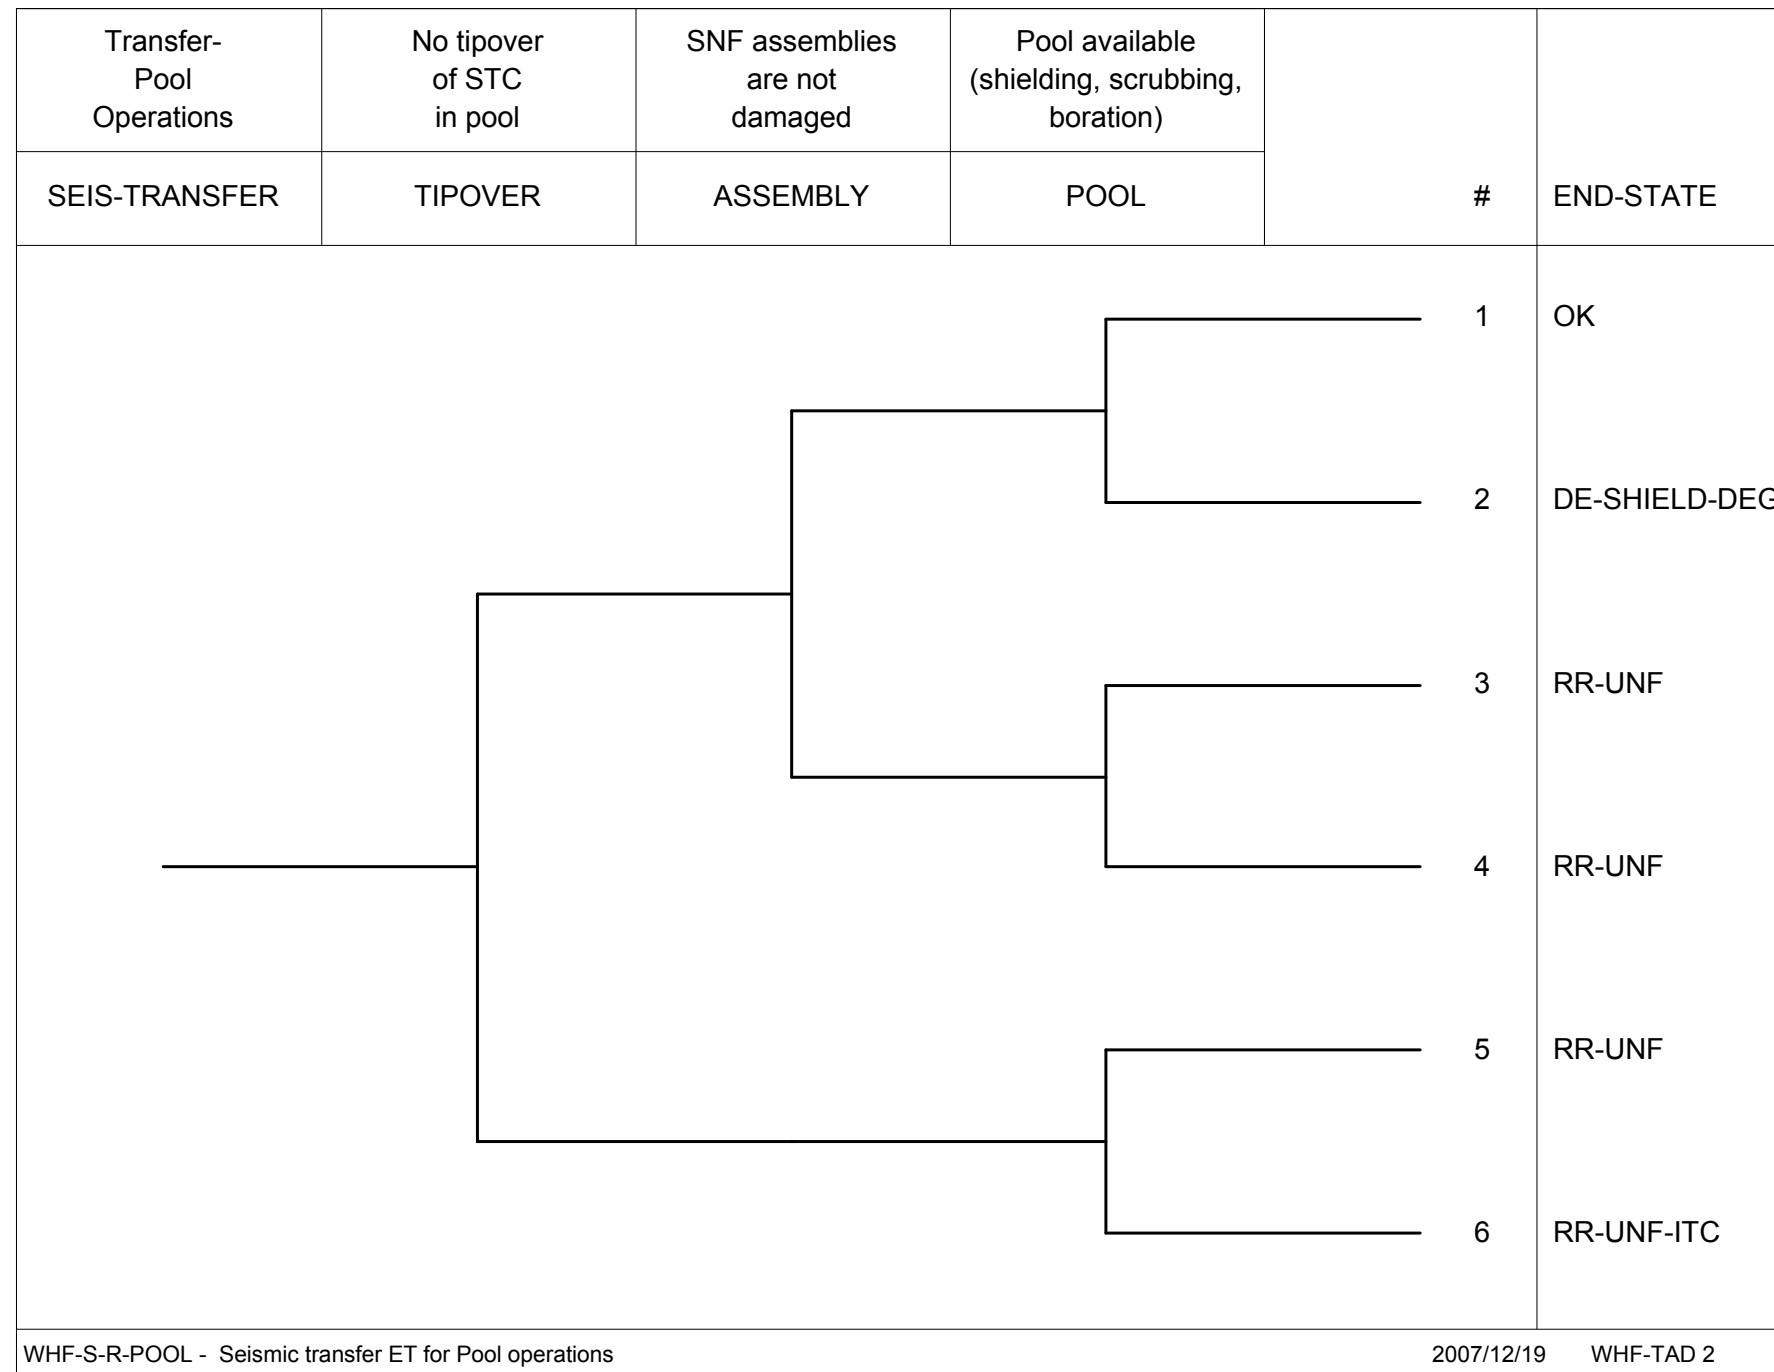 Transfer-
Pool
Operations
No tipover
of STC
in pool
SNF assemblies
are not
damaged
Pool available
(shielding, scrubbing,
boration)
SEIS-TRANSFER
TIPOVER
ASSEMBLY
POOL
#
END-STATE
1 OK
2 DE-SHIELD-DEG
3 RR-UNF
4 RR-UNF
5 RR-UNF
6 RR-UNF-ITC
WHF-S-R-POOL - Seismic transfer ET for Pool operations
2007/12/19
WHF-TAD 2